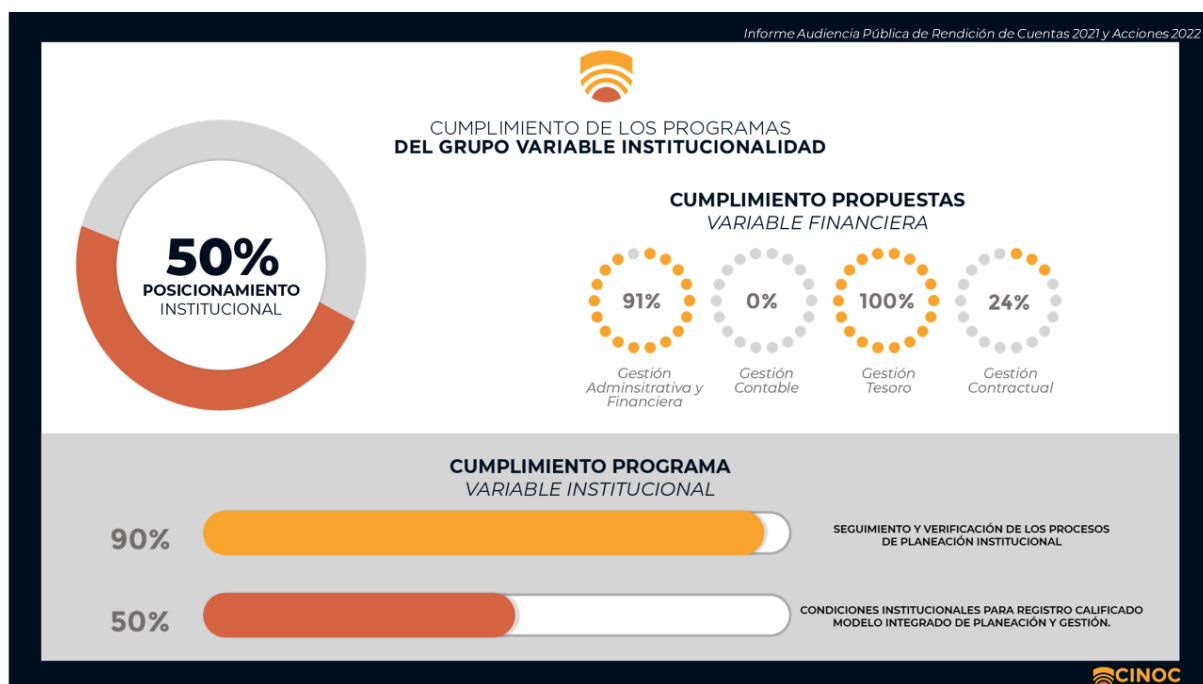 Informe Audiencia Pública de Rendición de Cuentas 2021 y Acciones 2022
CUMPLIMIENTO DE LOS PROGRAMAS
DEL GRUPO VARIABLE INSTITUCIONALIDAD
50%
POSICIONAMIENTO
INSTITUCIONAL
CUMPLIMIENTO PROPUESTAS
VARIABLE FINANCIERA
91%
Gestión
Adminsitrativa y
Financiera
0%
Gestión
Contable
100%
Gestión
Tesoro
24%
Gestión
Contractual
CUMPLIMIENTO PROGRAMA
VARIABLE INSTITUCIONAL
90%
SEGUIMIENTO Y VERIFICACIÓN DE LOS PROCESOS
DE PLANEACIÓN INSTITUCIONAL
50%
CONDICIONES INSTITUCIONALES PARA REGISTRO CALIFICADO
MODELO INTEGRADO DE PLANEACIÓN Y GESTIÓN.
CINOC